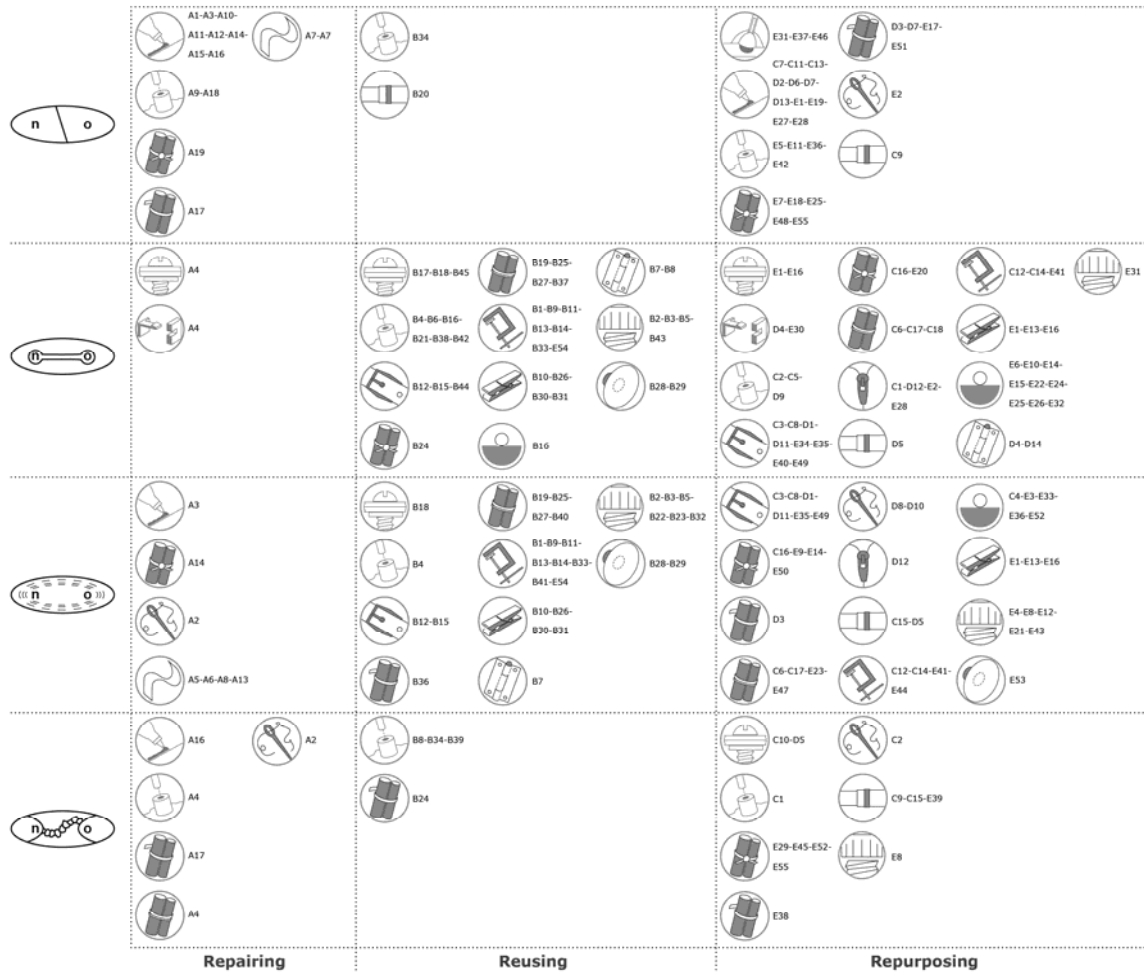 n o
A1-A3-A10-
A11-A12-A14-
A15-A16
A7-A7
A9-A18
A19
A17
B34
B20
E31-E37-E46
D3-D7-E17-
E51
C7-C11-C13-
D2-D6-D7-
D13-E1-E19-
E27-E28
E2
E5-E11-E36-
E42
C9
E7-E18-E25-
E48-E55
n o
A4
A4
B17-B18-B45
B19-B25-
B27-B37
B7-B8
B4-B6-B16-
B21-B38-B42
B1-B9-B11-
B13-B14-
B33-E54
B2-B3-B5-
B43
B12-B15-B44
B10-B26-
B30-B31
B28-B29
B24
B16
E1-E16
C16-E20
C12-C14-E41
E31
D4-E30
C6-C17-C18
E1-E13-E16
C2-C5-
D9
C1-D12-E2-
E28
E6-E10-E14-
E15-E22-E24-
E25-E26-E32
C3-C8-D1-
D11-E34-E35-
E40-E49
D5
D4-D14
n o
A3
A14
A2
A5-A6-A8-A13
B18
B19-B25-
B27-B40
B2-B3-B5-
B22-B23-B32
B4
B1-B9-B11-
B13-B14-B33-
B41-E54
B28-B29
B12-B15
B10-B26-
B30-B31
B36
B7
C3-C8-D1-
D11-E35-E49
D8-D10
C4-E3-E33-
E36-E52
C16-E9-E14-
E50
D12
E1-E13-E16
D3
C15-D5
E4-E8-E12-
E21-E43
C6-C17-E23-
E47
C12-C14-E41-
E44
E53
n o
A16
A2
A4
A17
A4
B8-B34-B39
B24
C10-D5
C2
C1
C9-C15-E39
E29-E45-E52-
E55
E8
E38
Repairing Reusing Repurposing